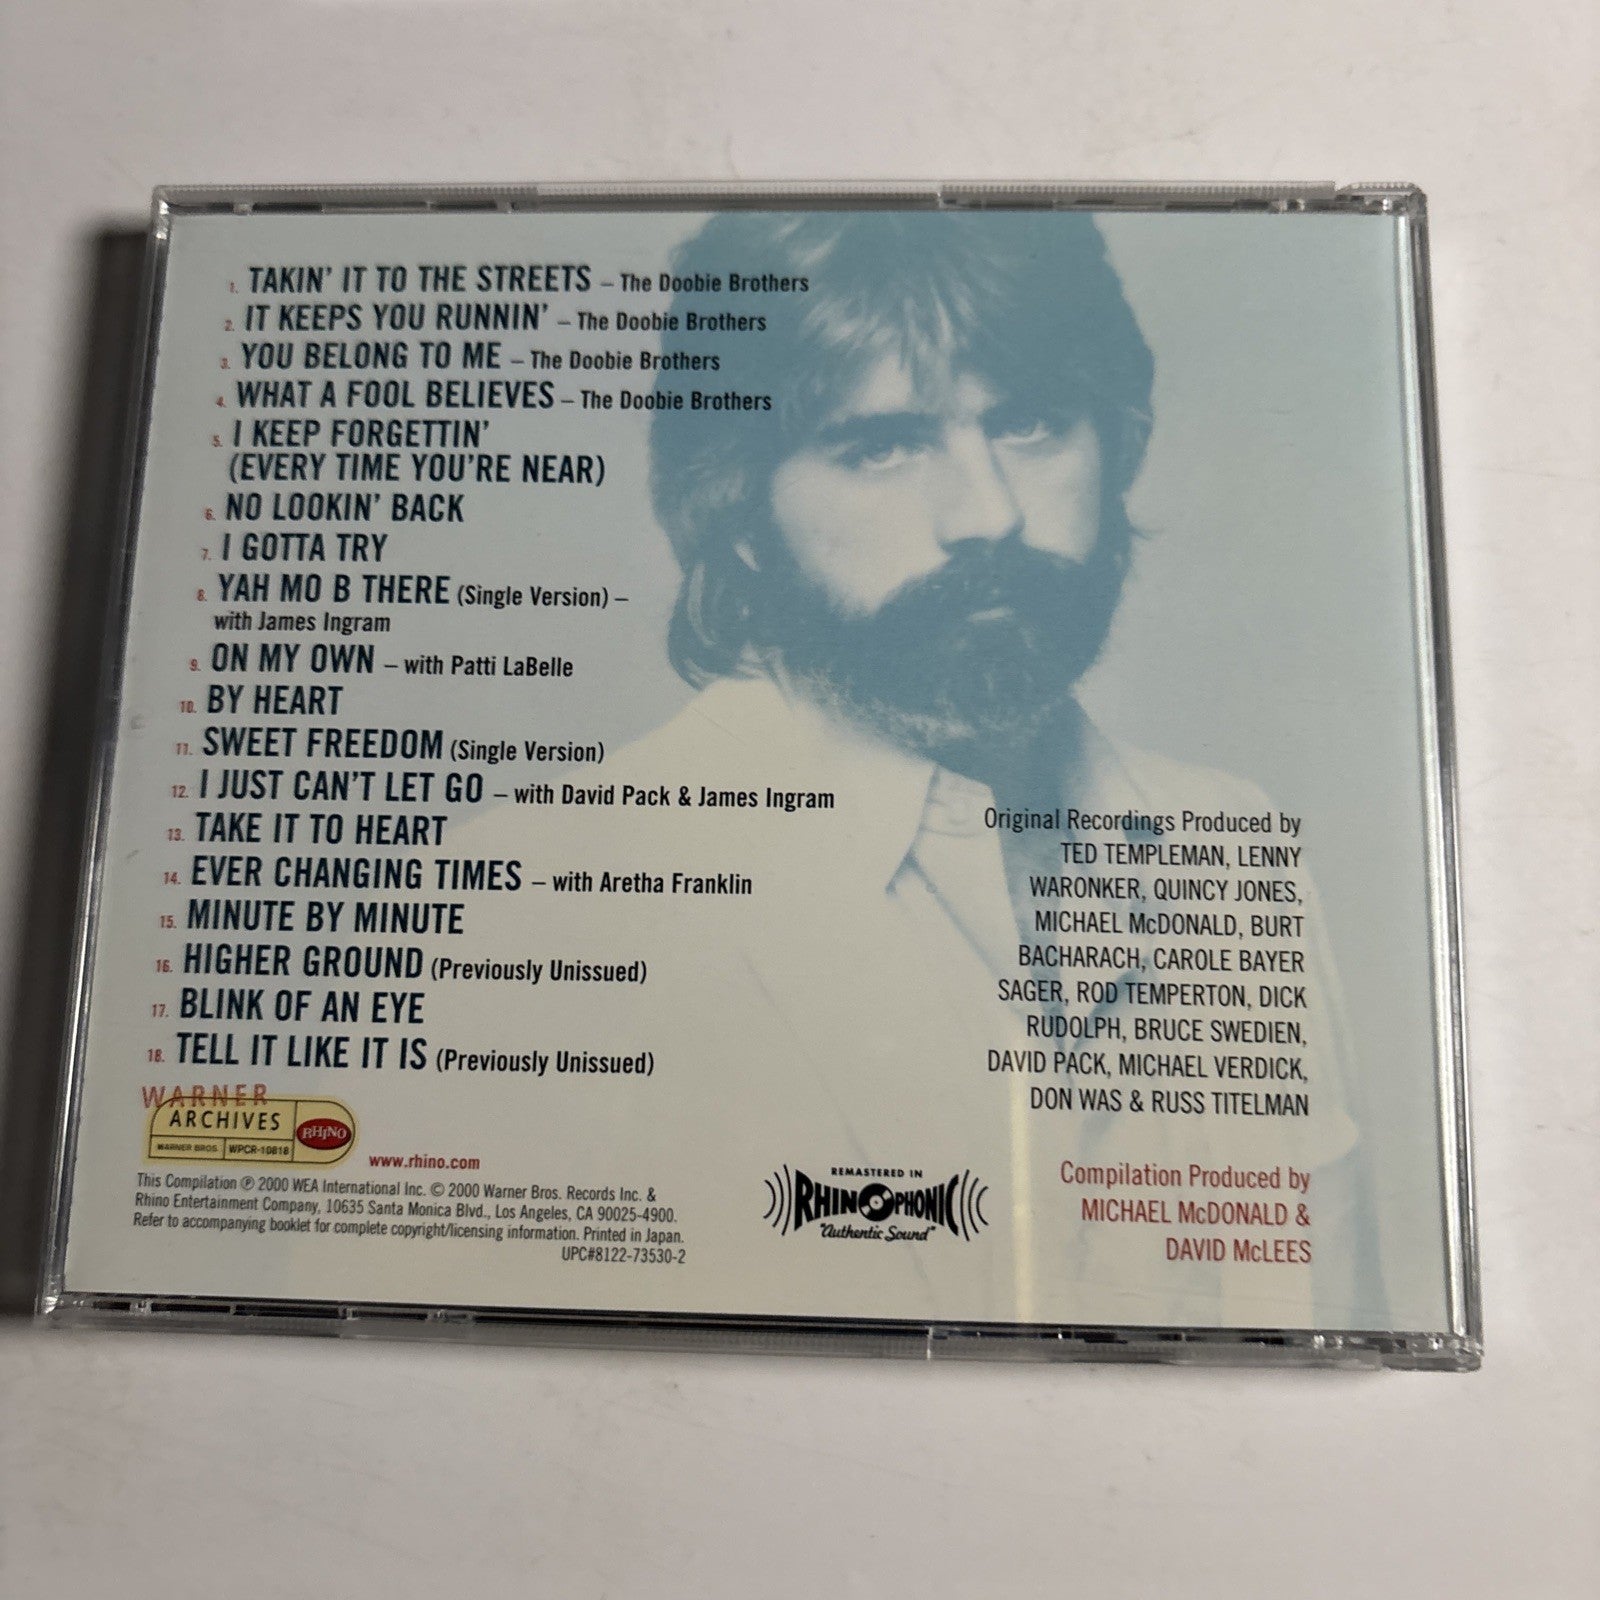 1. TAKIN' IT TO THE STREETS – The Doobie Brothers
2. IT KEEPS YOU RUNNIN' – The Doobie Brothers
3. YOU BELONG TO ME – The Doobie Brothers
4. WHAT A FOOL BELIEVES – The Doobie Brothers
5. I KEEP FORGETTIN'
(EVERY TIME YOU'RE NEAR)
6. NO LOOKIN' BACK
7. I GOTTA TRY
8. YAH MO B THERE (Single Version) –
with James Ingram
9. ON MY OWN – with Patti LaBelle
10. BY HEART
11. SWEET FREEDOM (Single Version)
12. I JUST CAN'T LET GO – with David Pack & James Ingram
13. TAKE IT TO HEART
14. EVER CHANGING TIMES – with Aretha Franklin
15. MINUTE BY MINUTE
16. HIGHER GROUND (Previously Unissued)
17. BLINK OF AN EYE
18. TELL IT LIKE IT IS (Previously Unissued)
Original Recordings Produced by
TED TEMPLEMAN, LENNY
WARONKER, QUINCY JONES,
MICHAEL McDONALD, BURT
BACHARACH, CAROLE BAYER
SAGER, ROD TEMPERTON, DICK
RUDOLPH, BRUCE SWEDIEN,
DAVID PACK, MICHAEL VERDICK,
DON WAS & RUSS TITELMAN
Compilation Produced by
MICHAEL McDONALD &
DAVID McLEES
WARNER
ARCHIVES
RHINO
WARNER BROS. WPCR-10818
www.rhino.com
This Compilation ℗ 2000 WEA International Inc. © 2000 Warner Bros. Records Inc. &
Rhino Entertainment Company, 10635 Santa Monica Blvd., Los Angeles, CA 90025-4900.
Refer to accompanying booklet for complete copyright/licensing information. Printed in Japan.
UPC#8122-73530-2
REMASTERED IN
RHINOPHONIC
"Authentic Sound"